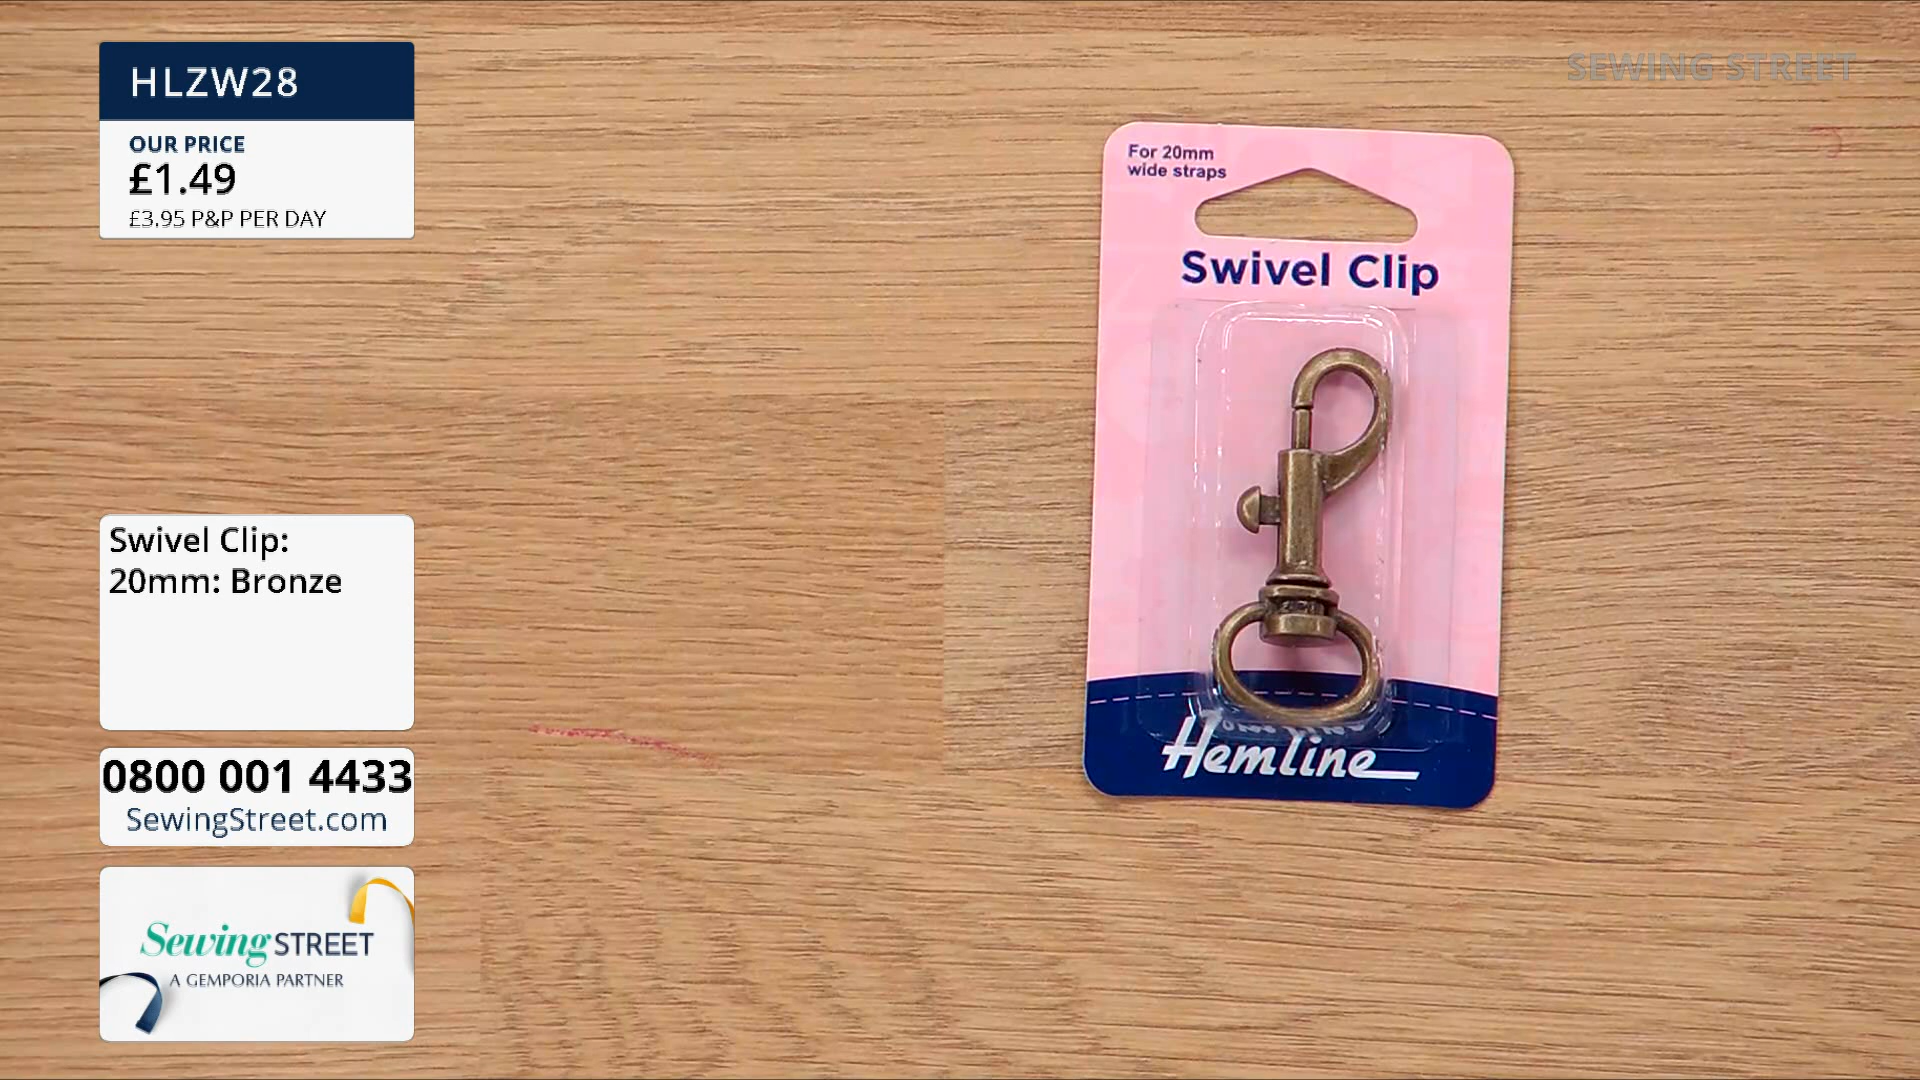 HLZW28
OUR PRICE
£1.49
£3.95 P&P PER DAY
SEWING STREET
For 20mm
wide straps
Swivel Clip
Hemline
Swivel Clip:
20mm: Bronze
0800 001 4433
SewingStreet.com
Sewing STREET
A GEMPORIA PARTNER